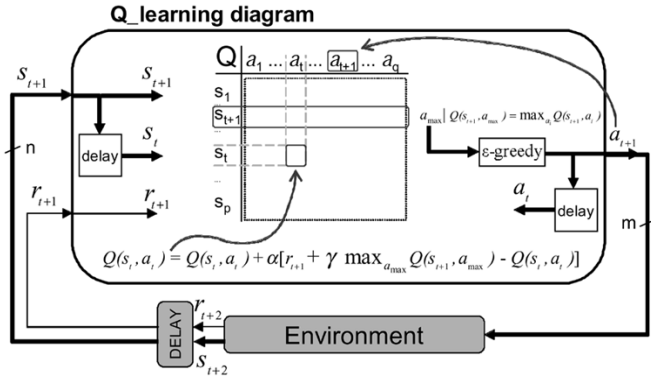 Q_learning diagram
Q a_1 ... a_t ... a_{t+1} ... a_q
s_{t+1} s_{t+1}
s_1
s_{t+1}
a_max | Q(s_{t+1}, a_max) = max_{a_t} Q(s_{t+1}, a_t)
a_{t+1}
n
delay s_t
s_t
ε-greedy
...
r_{t+1} r_{t+1}
s_p
a_t
delay
m
Q(s_t, a_t) = Q(s_t, a_t) + α[r_{t+1} + γ max_{a_max} Q(s_{t+1}, a_max) - Q(s_t, a_t)]
DELAY
r_{t+2}
s_{t+2}
Environment